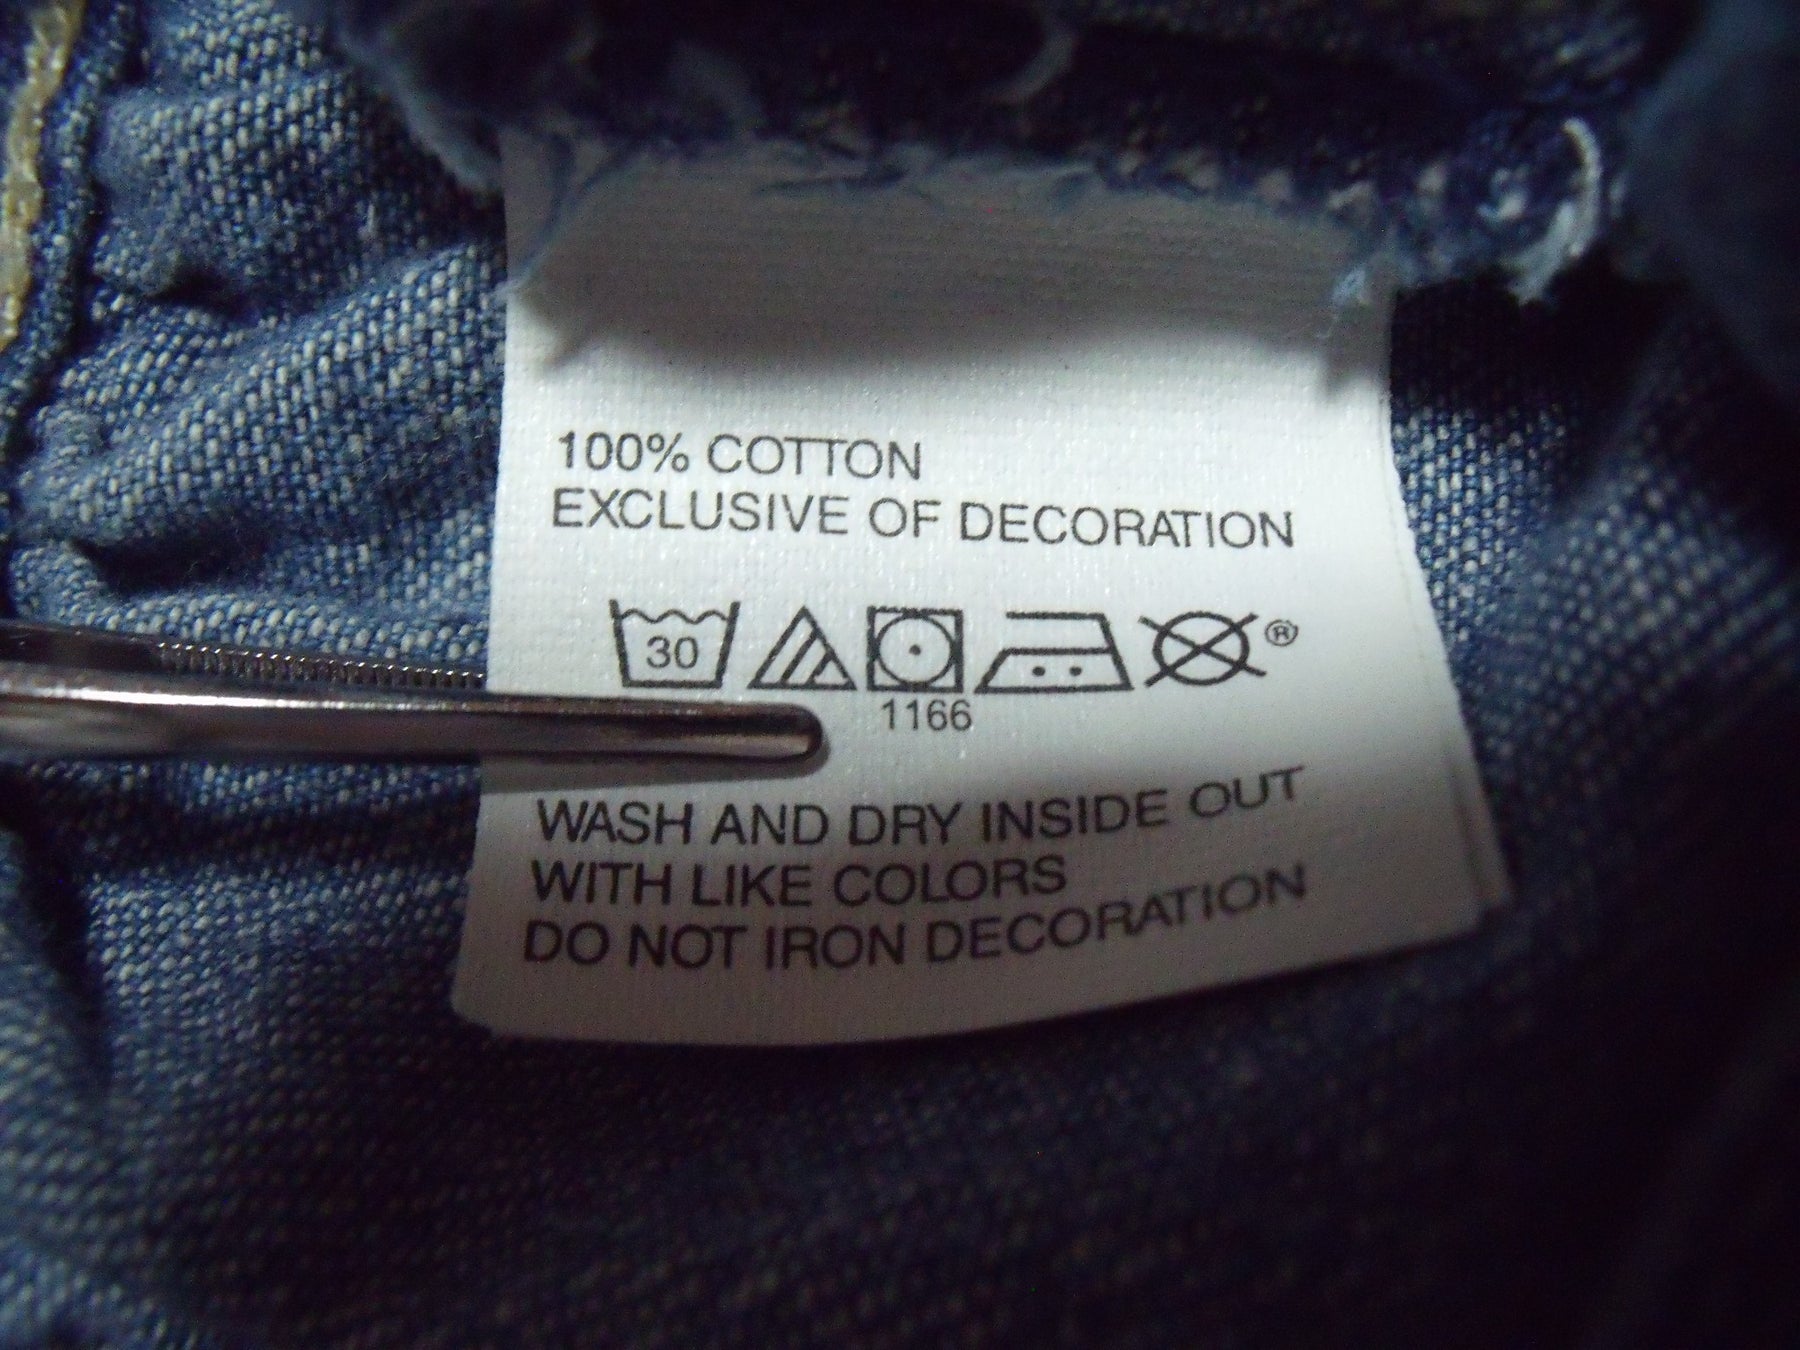 100% COTTON
EXCLUSIVE OF DECORATION
30
®
1166
WASH AND DRY INSIDE OUT
WITH LIKE COLORS
DO NOT IRON DECORATION